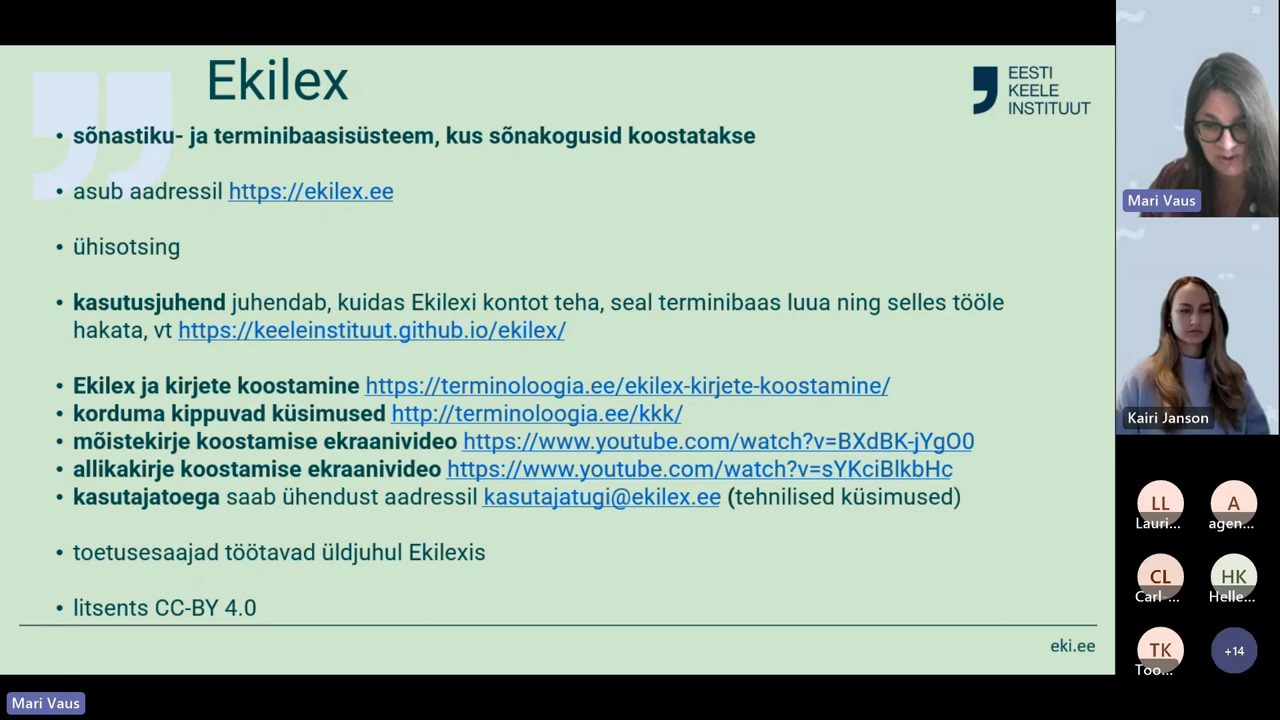 Ekilex
EESTI
KEELE
INSTITUUT
• sõnastiku- ja terminibaasisüsteem, kus sõnakogusid koostatakse
• asub aadressil https://ekilex.ee
• ühisotsing
• kasutusjuhend juhendab, kuidas Ekilexi kontot teha, seal terminibaas luua ning selles tööle
hakata, vt https://keeleinstituut.github.io/ekilex/
• Ekilex ja kirjete koostamine https://terminoloogia.ee/ekilex-kirjete-koostamine/
• korduma kippuvad küsimused http://terminoloogia.ee/kkk/
• mõistekirje koostamise ekraanivideo https://www.youtube.com/watch?v=BXdBK-jYgO0
• allikakirje koostamise ekraanivideo https://www.youtube.com/watch?v=sYKciBlkbHc
• kasutajatoega saab ühendust aadressil kasutajatugi@ekilex.ee (tehnilised küsimused)
• toetusesaajad töötavad üldjuhul Ekilexis
• litsents CC-BY 4.0
eki.ee
Mari Vaus
Mari Vaus
Kairi Janson
LL
Lauri...
A
agen...
CL
Carl-...
HK
Helle...
TK
Too...
+14